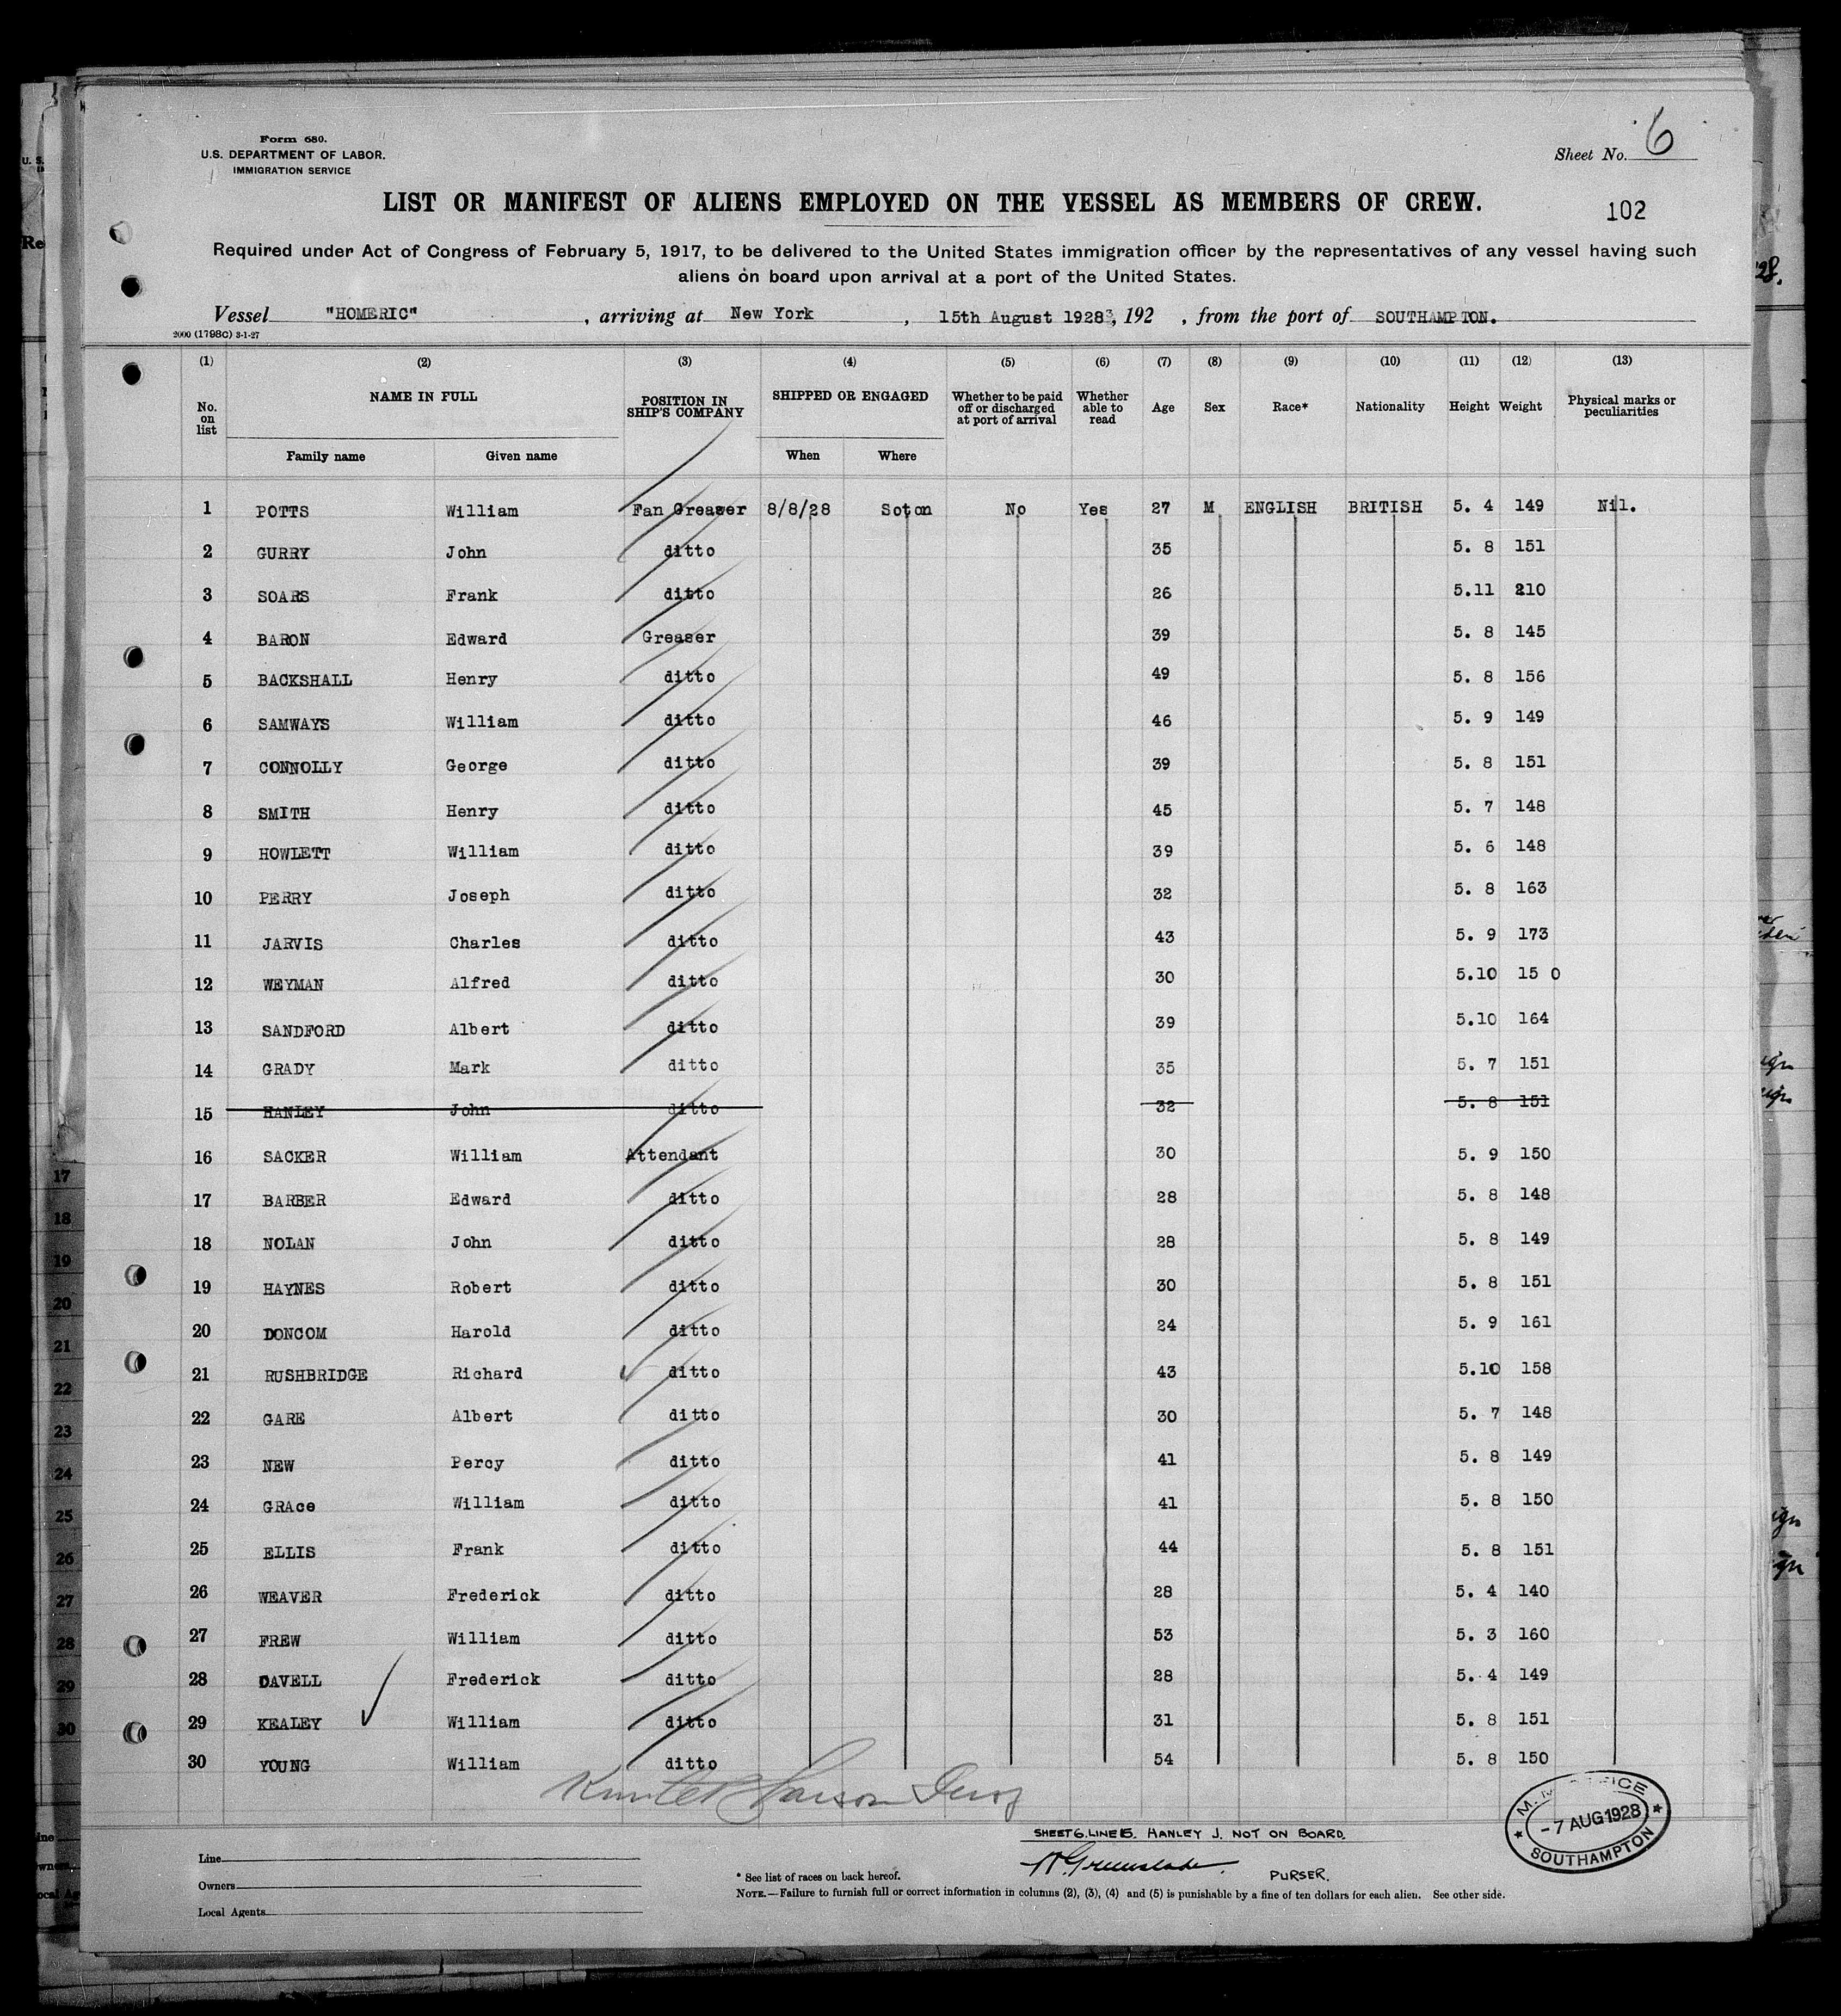 Form 680.
U.S. DEPARTMENT OF LABOR.
IMMIGRATION SERVICE
Sheet No. 6
LIST OR MANIFEST OF ALIENS EMPLOYED ON THE VESSEL AS MEMBERS OF CREW.
102
Required under Act of Congress of February 5, 1917, to be delivered to the United States immigration officer by the representatives of any vessel having such
aliens on board upon arrival at a port of the United States.
Vessel "HOMERIC", arriving at New York, 15th August 1928, 192 , from the port of SOUTHAMPTON.
2000 (1798C) 3-1-27
(1) (2) (3) (4) (5) (6) (7) (8) (9) (10) (11) (12) (13)
No. on list NAME IN FULL POSITION IN SHIP'S COMPANY SHIPPED OR ENGAGED Whether to be paid off or discharged at port of arrival Whether able to read Age Sex Race* Nationality Height Weight Physical marks or peculiarities
Family name Given name When Where
1 POTTS William Fan Greaser 8/8/28 Soton No Yes 27 M ENGLISH BRITISH 5. 4 149 Nil.
2 GURRY John ditto 35 5. 8 151
3 SOARS Frank ditto 26 5.11 210
4 BARON Edward Greaser 39 5. 8 145
5 BACKSHALL Henry ditto 49 5. 8 156
6 SAMWAYS William ditto 46 5. 9 149
7 CONNOLLY George ditto 39 5. 8 151
8 SMITH Henry ditto 45 5. 7 148
9 HOWLETT William ditto 39 5. 6 148
10 PERRY Joseph ditto 32 5. 8 163
11 JARVIS Charles ditto 43 5. 9 173
12 WEYMAN Alfred ditto 30 5.10 15 0
13 SANDFORD Albert ditto 39 5.10 164
14 GRADY Mark ditto 35 5. 7 151
15 HANLEY John ditto 32 5. 8 151
16 SACKER William Attendant 30 5. 9 150
17 BARBER Edward ditto 28 5. 8 148
18 NOLAN John ditto 28 5. 8 149
19 HAYNES Robert ditto 30 5. 8 151
20 DONCOM Harold ditto 24 5. 9 161
21 RUSHBRIDGE Richard ditto 43 5.10 158
22 GARE Albert ditto 30 5. 7 148
23 NEW Percy ditto 41 5. 8 149
24 GRAce William ditto 41 5. 8 150
25 ELLIS Frank ditto 44 5. 8 151
26 WEAVER Frederick ditto 28 5. 4 140
27 FREW William ditto 53 5. 3 160
28 DAVELL Frederick ditto 28 5. 4 149
29 KEALEY William ditto 31 5. 8 151
30 YOUNG William ditto 54 5. 8 150
SHEET 6. LINE 15. HANLEY J. NOT ON BOARD.
PURSER.
- 7 AUG 1928
SOUTHAMPTON
Line
Owners
Local Agents
* See list of races on back hereof.
NOTE.—Failure to furnish full or correct information in columns (2), (3), (4) and (5) is punishable by a fine of ten dollars for each alien. See other side.
17
18
19
20
21
22
23
24
25
26
27
28
29
30